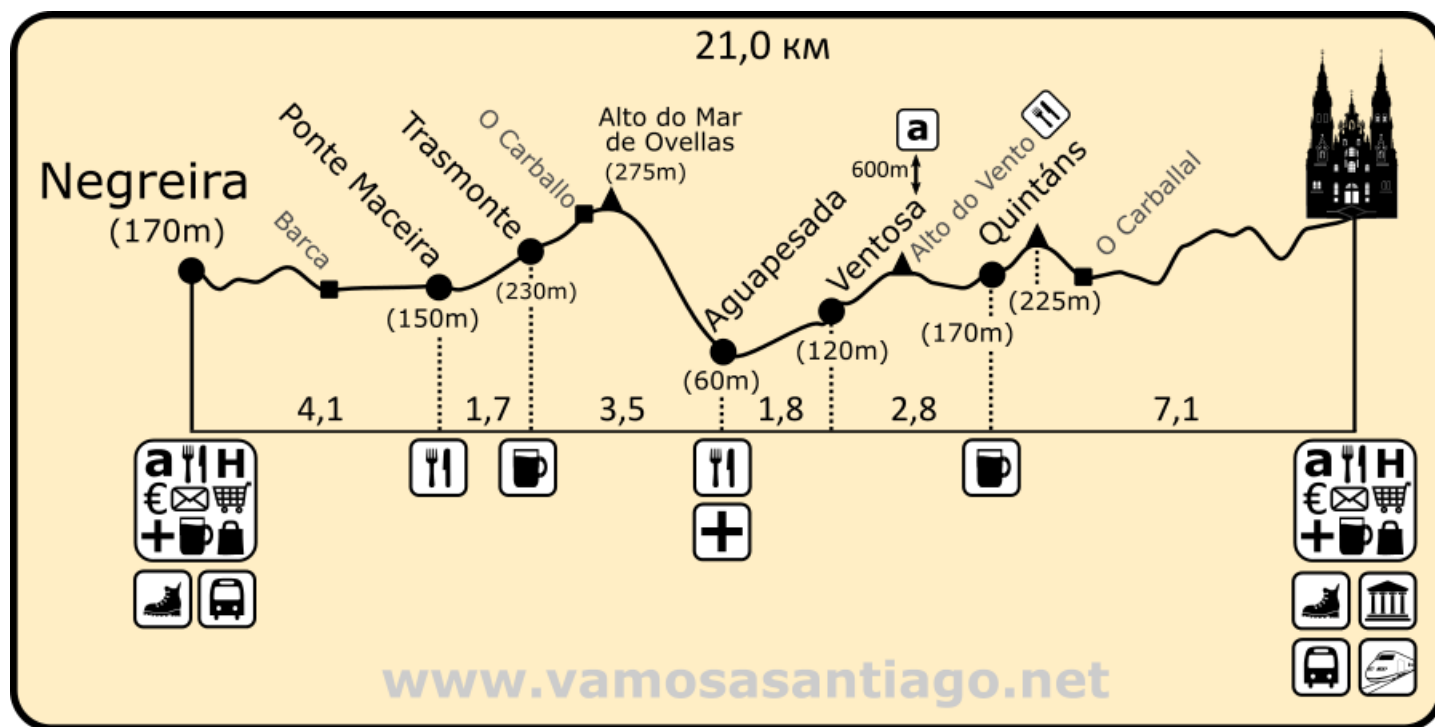 21,0 км
Negreira
(170m)
Barca
Ponte Maceira
(150m)
Trasmonte
(230m)
O Carballo
Alto do Mar
de Ovellas
(275m)
Aguapesada
(60m)
Ventosa
(120m)
a
600m
Alto do Vento
Quintáns
(170m)
(225m)
O Carballal
4,1
1,7
3,5
1,8
2,8
7,1
a H
€
a H
€
www.vamosasantiago.net